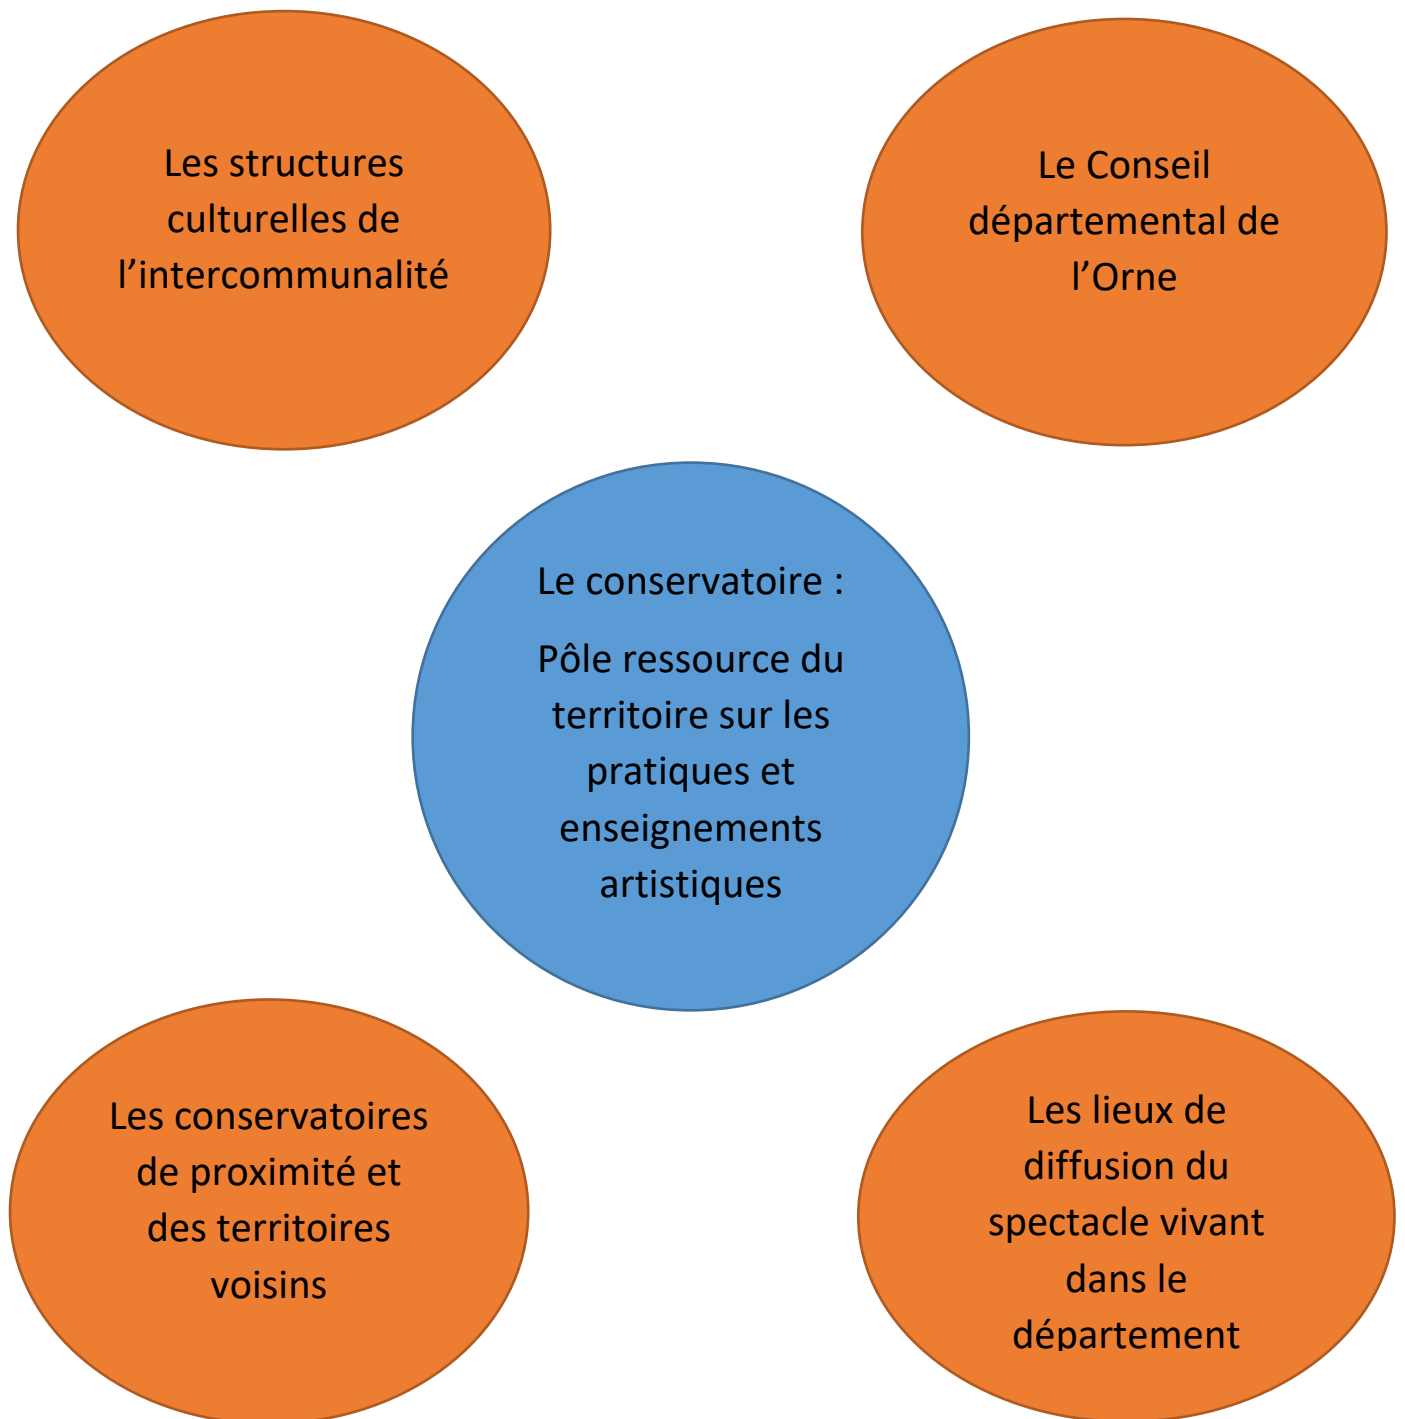 Les structures
culturelles de
l’intercommunalité
Le Conseil
départemental de
l’Orne
Le conservatoire :
Pôle ressource du
territoire sur les
pratiques et
enseignements
artistiques
Les conservatoires
de proximité et
des territoires
voisins
Les lieux de
diffusion du
spectacle vivant
dans le
département